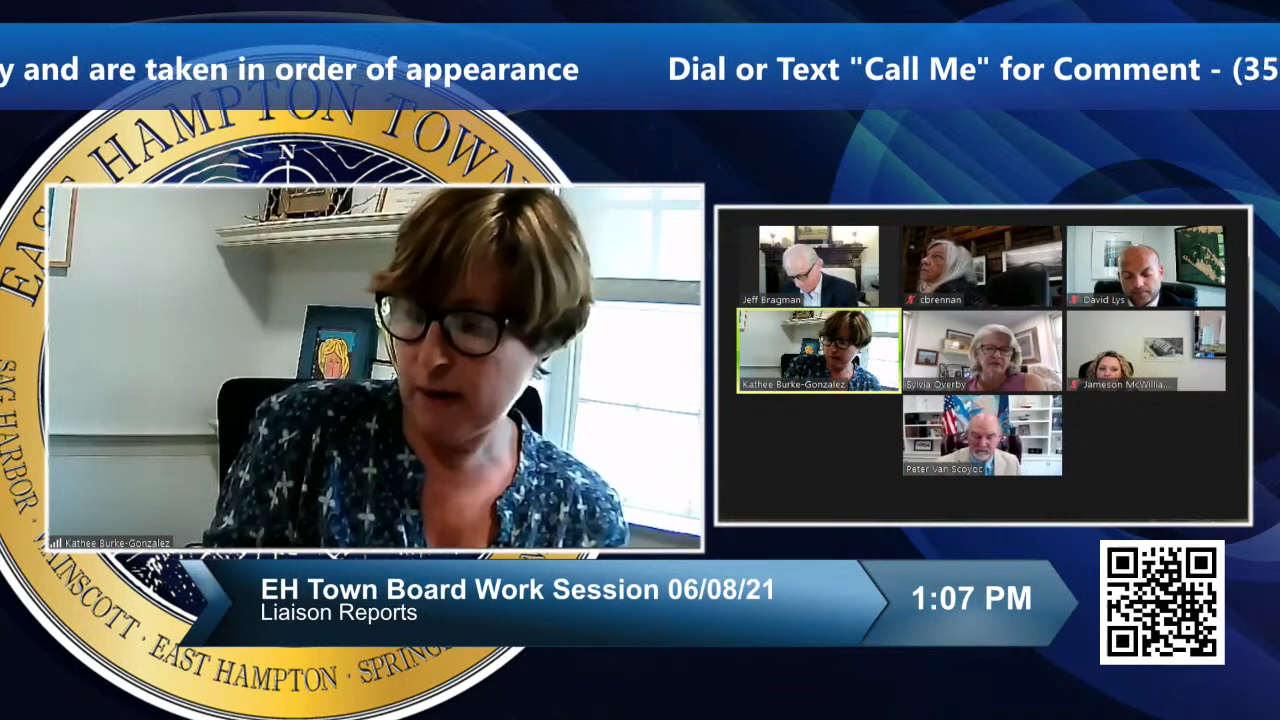 y and are taken in order of appearance
Dial or Text "Call Me" for Comment - (35
EAST HAMPTON TOWN
N
SAG HARBOR · WAINSCOTT · EAST HAMPTON · SPRING
Kathee Burke-Gonzalez
Jeff Bragman
cbrennan
David Lys
Kathee Burke-Gonzalez
Sylvia Overby
Jameson McWillia...
Peter Van Scoyoc
EH Town Board Work Session 06/08/21
Liaison Reports
1:07 PM